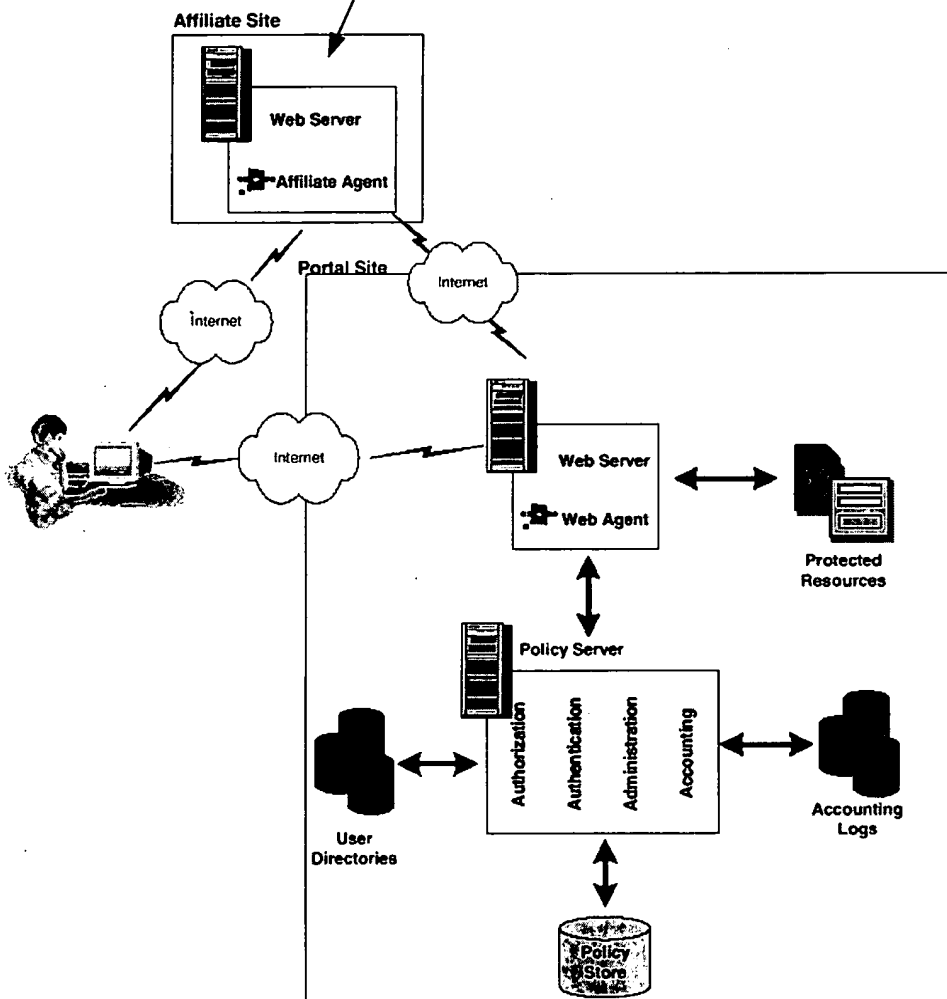 Affiliate Site
Web Server
Affiliate Agent
Portal Site
Internet
Internet
Internet
Web Server
Web Agent
Protected
Resources
Policy Server
Authorization
Authentication
Administration
Accounting
User
Directories
Accounting
Logs
Policy
Store